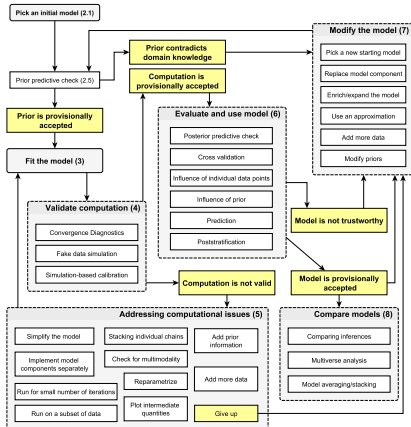 Pick an initial model (2.1)
Prior predictive check (2.5)
Prior contradicts
domain knowledge
Computation is
provisionally accepted
Prior is provisionally
accepted
Fit the model (3)
Validate computation (4)
Convergence Diagnostics
Fake data simulation
Simulation-based calibration
Evaluate and use model (6)
Posterior predictive check
Cross validation
Influence of individual data points
Influence of prior
Prediction
Poststratification
Modify the model (7)
Pick a new starting model
Replace model component
Enrich/expand the model
Use an approximation
Add more data
Modify priors
Model is not trustworthy
Computation is not valid
Model is provisionally
accepted
Addressing computational issues (5)
Simplify the model
Implement model
components separately
Run for small number of iterations
Run on a subset of data
Stacking individual chains
Check for multimodality
Reparametrize
Plot intermediate
quantities
Add prior
information
Add more data
Give up
Compare models (8)
Comparing inferences
Multiverse analysis
Model averaging/stacking